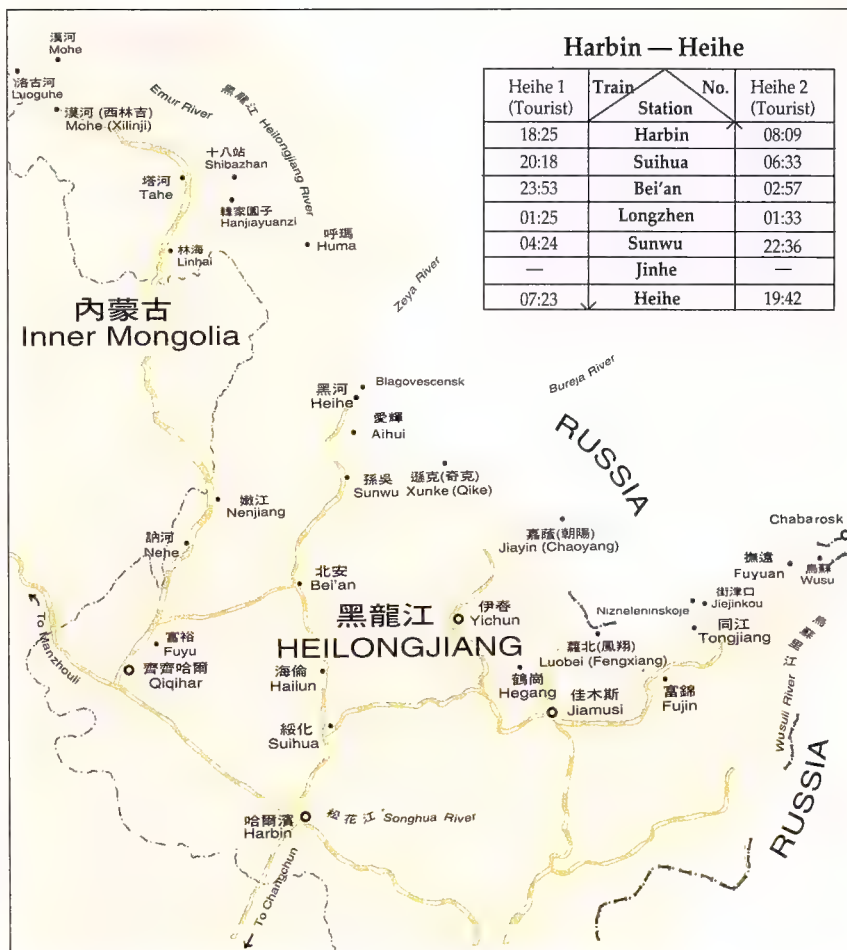 Harbin — Heihe
Heihe 1 (Tourist) Train No. Station Heihe 2 (Tourist)
18:25 Harbin 08:09
20:18 Suihua 06:33
23:53 Bei'an 02:57
01:25 Longzhen 01:33
04:24 Sunwu 22:36
— Jinhe —
07:23 Heihe 19:42
漠河
Mohe
洛古河
Luoguhe
漠河 (西林吉)
Mohe (Xilinji)
Emur River
黑龍江 Heilongjiang River
十八站
Shibazhan
塔河
Tahe
韓家園子
Hanjiayuanzi
呼瑪
Huma
林海
Linhai
Zeya River
內蒙古
Inner Mongolia
Bureja River
黑河
Heihe
Blagovescensk
愛輝
Aihui
RUSSIA
孫吳
Sunwu
遜克(奇克)
Xunke (Qike)
嫩江
Nenjiang
訥河
Nehe
嘉蔭(朝陽)
Jiayin (Chaoyang)
Chabarosk
撫遠
Fuyuan
烏蘇
Wusu
北安
Bei'an
街津口
Jiejinkou
Nizneleninskoje
同江
Tongjiang
黑龍江
HEILONGJIANG
伊春
Yichun
蘿北(鳳翔)
Luobei (Fengxiang)
To Manzhouli
富裕
Fuyu
齊齊哈爾
Qiqihar
海倫
Hailun
鶴崗
Hegang
佳木斯
Jiamusi
富錦
Fujin
烏蘇里江
Wusuli River
綏化
Suihua
RUSSIA
哈爾濱
Harbin
松花江 Songhua River
To Changchun